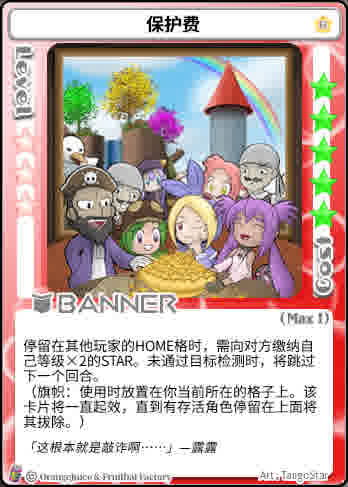 保护费
Level
Cost
BANNER
(Max 1)
停留在其他玩家的HOME格时，需向对方缴纳自
己等级×2的STAR。未通过目标检测时，将跳过
下一个回合。
（旗帜：使用时放置在你当前所在的格子上。该
卡片将一直起效，直到有存活角色停留在上面将
其拔除。）
「这根本就是敲诈啊……」—露露
© OrangeJuice & Fruitbat Factory
Art: TangoStar